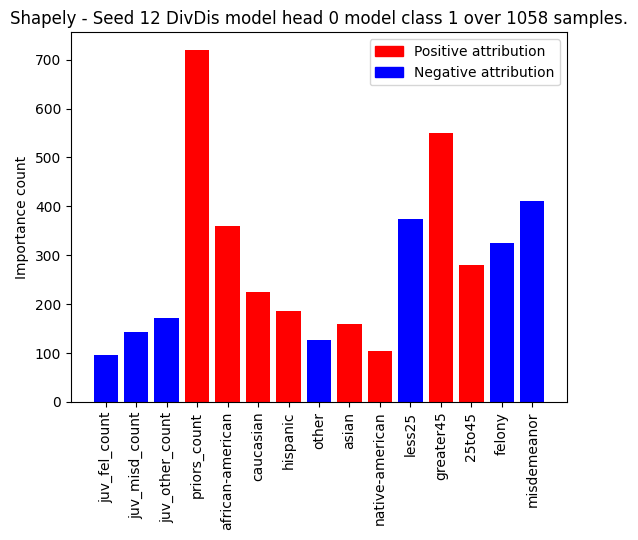 Shapely - Seed 12 DivDis model head 0 model class 1 over 1058 samples.
Positive attribution
Negative attribution
Importance count
700
600
500
400
300
200
100
0
juv_fel_count
juv_misd_count
juv_other_count
priors_count
african-american
caucasian
hispanic
other
asian
native-american
less25
greater45
25to45
felony
misdemeanor